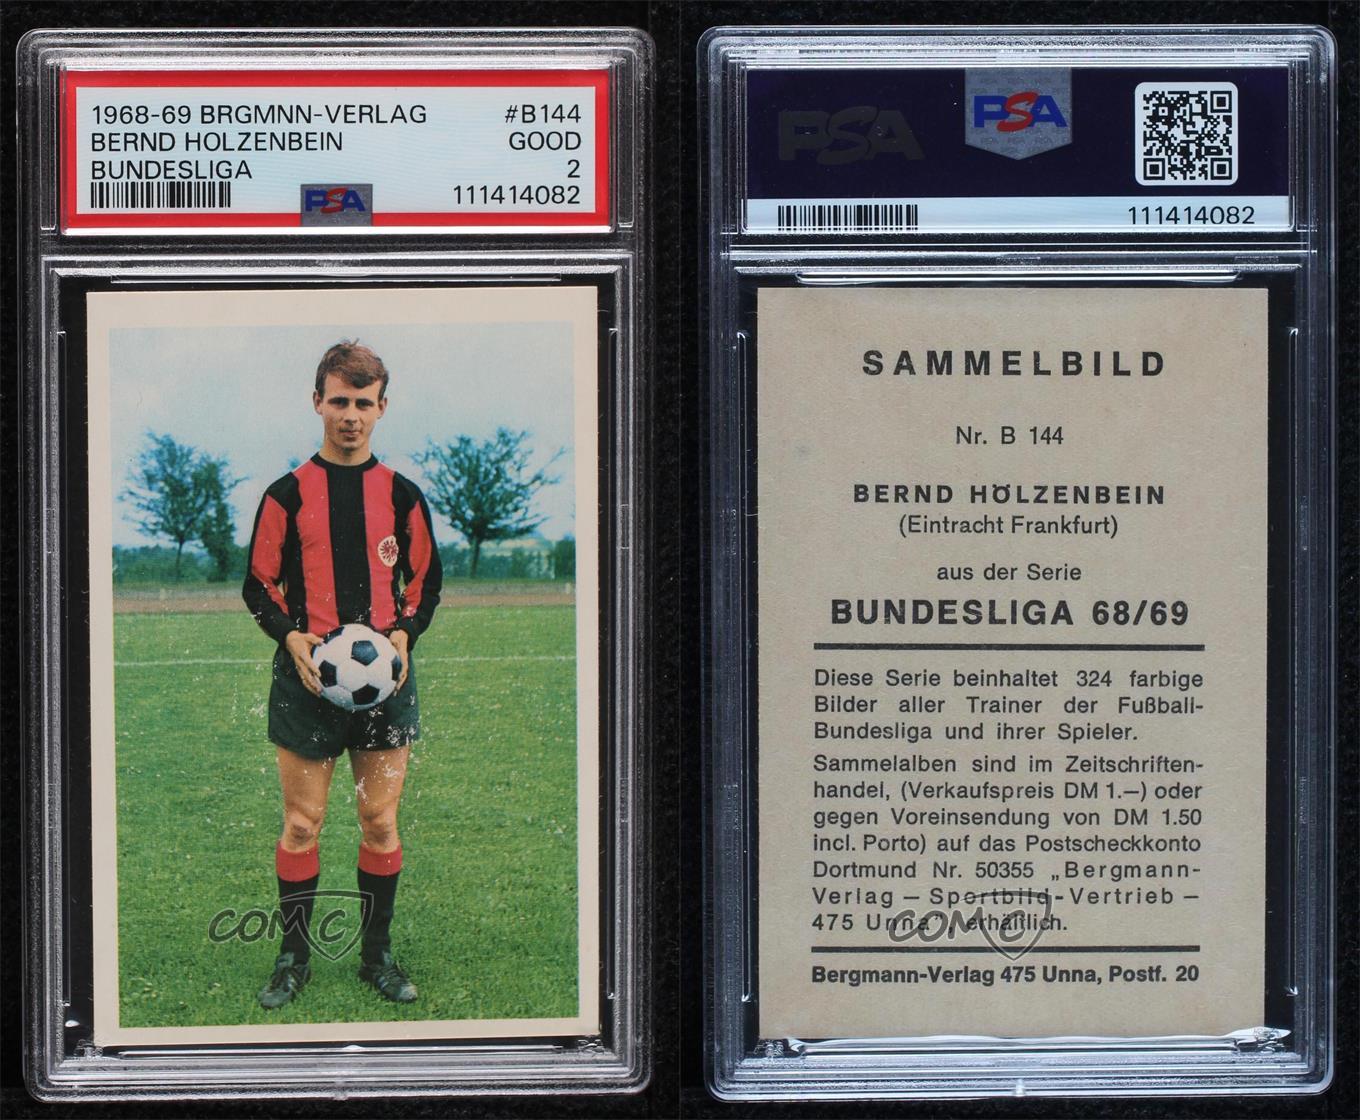 1968-69 BRGMNN-VERLAG #B144
BERND HOLZENBEIN GOOD
BUNDESLIGA 2
111414082
PSA
COMC
PSA
PSA
111414082
SAMMELBILD
Nr. B 144
BERND HÖLZENBEIN
(Eintracht Frankfurt)
aus der Serie
BUNDESLIGA 68/69
Diese Serie beinhaltet 324 farbige
Bilder aller Trainer der Fußball-
Bundesliga und ihrer Spieler.
Sammelalben sind im Zeitschriften-
handel, (Verkaufspreis DM 1.—) oder
gegen Voreinsendung von DM 1.50
incl. Porto) auf das Postscheckkonto
Dortmund Nr. 50355 „Bergmann-
Verlag — Sportbild-Vertrieb —
475 Unna", erhältlich.
COMC
Bergmann-Verlag 475 Unna, Postf. 20